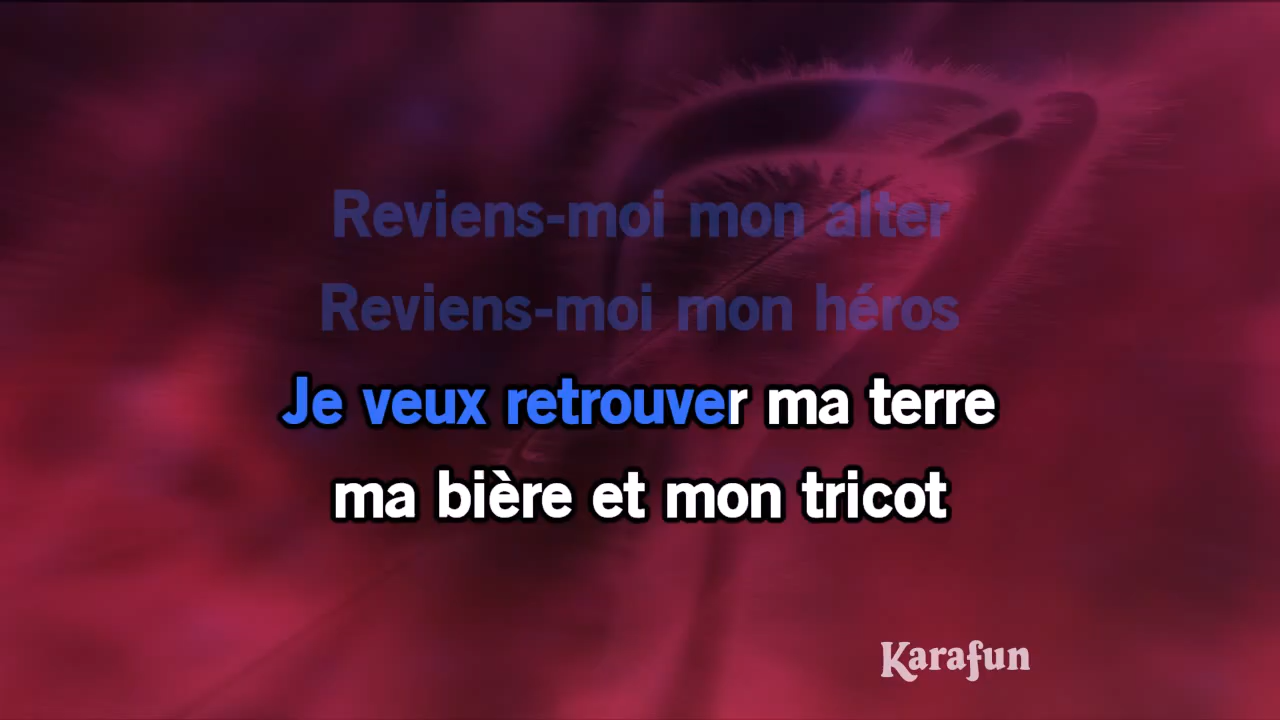 Reviens-moi mon alter
Reviens-moi mon héros
Je veux retrouver ma terre
ma bière et mon tricot
Karafun